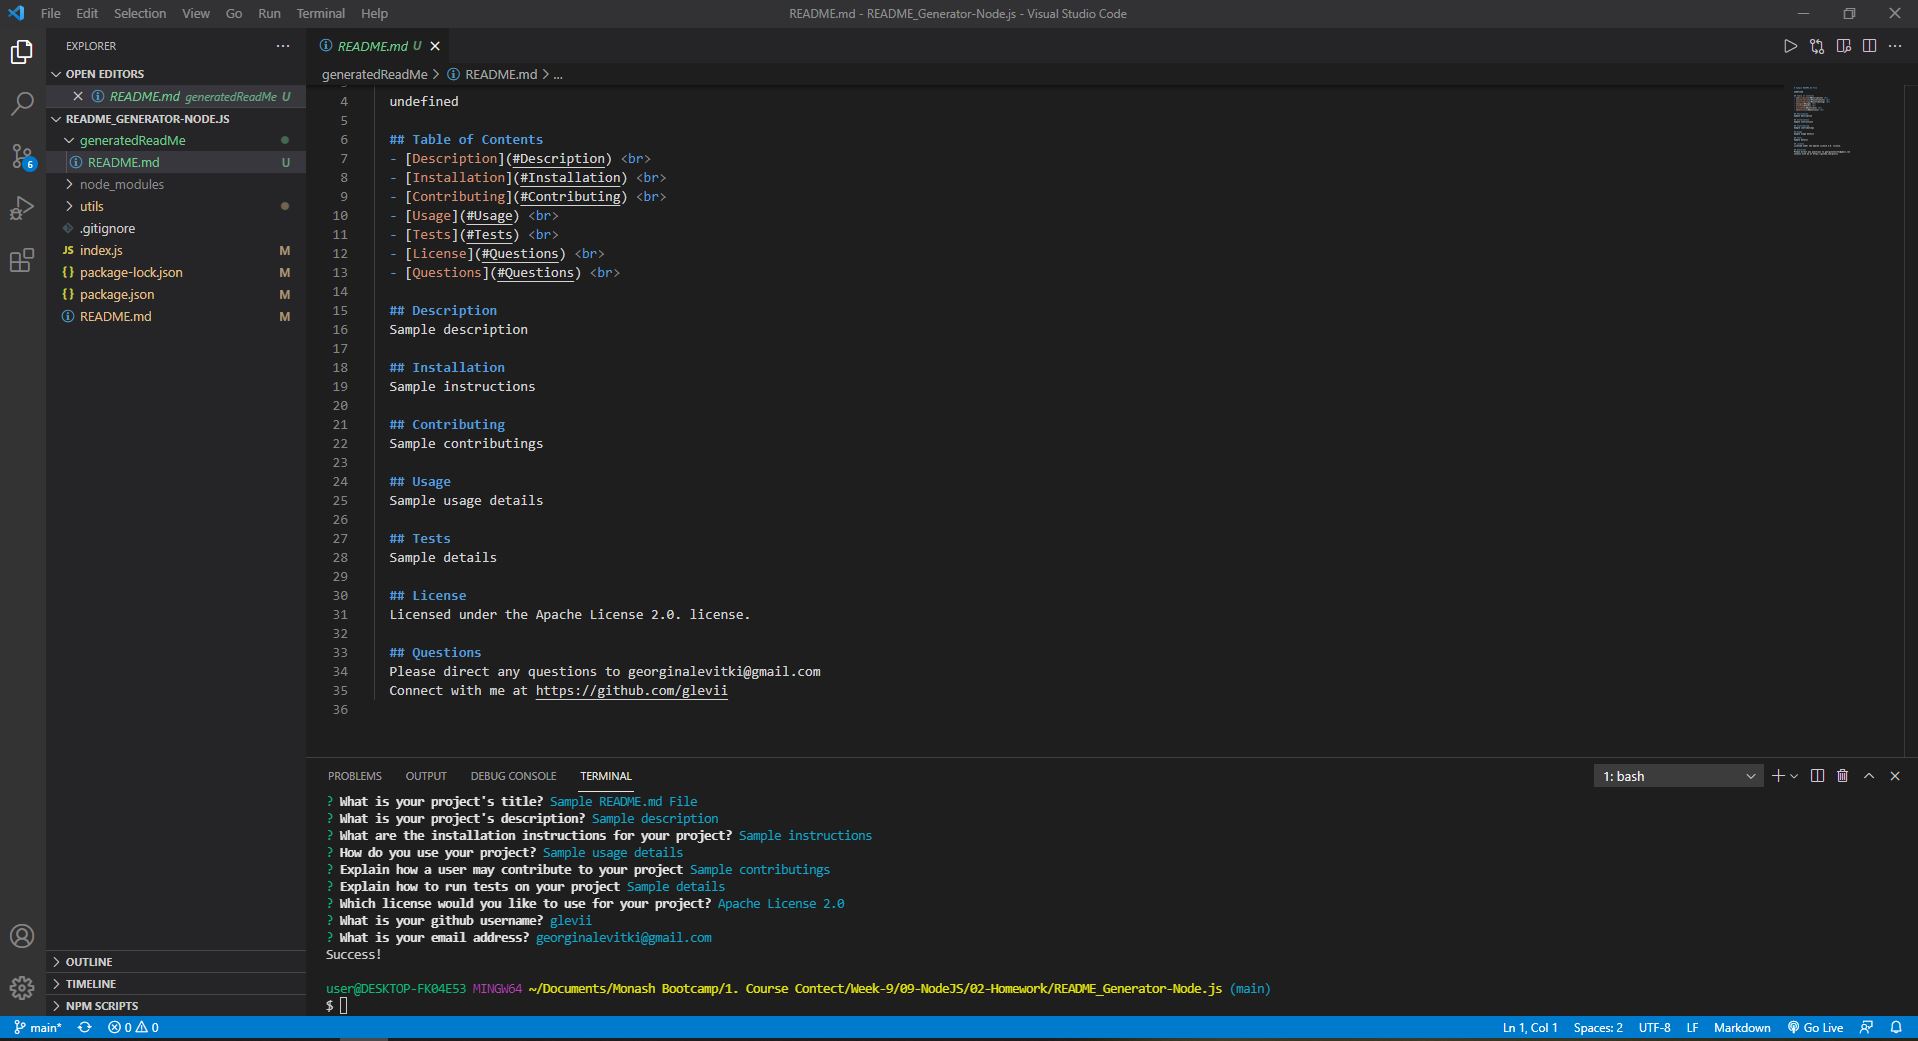 File Edit Selection View Go Run Terminal Help
README.md - README_Generator-Node.js - Visual Studio Code
EXPLORER
OPEN EDITORS
README.md generatedReadMe U
README_GENERATOR-NODE.JS
generatedReadMe
README.md U
node_modules
utils
.gitignore
JS index.js M
{} package-lock.json M
{} package.json M
README.md M
OUTLINE
TIMELINE
NPM SCRIPTS
6
README.md U
generatedReadMe > README.md > ...
4 undefined
5
6 ## Table of Contents
7 - [Description](#Description) <br>
8 - [Installation](#Installation) <br>
9 - [Contributing](#Contributing) <br>
10 - [Usage](#Usage) <br>
11 - [Tests](#Tests) <br>
12 - [License](#Questions) <br>
13 - [Questions](#Questions) <br>
14
15 ## Description
16 Sample description
17
18 ## Installation
19 Sample instructions
20
21 ## Contributing
22 Sample contributings
23
24 ## Usage
25 Sample usage details
26
27 ## Tests
28 Sample details
29
30 ## License
31 Licensed under the Apache License 2.0. license.
32
33 ## Questions
34 Please direct any questions to georginalevitki@gmail.com
35 Connect with me at https://github.com/glevii
36
PROBLEMS OUTPUT DEBUG CONSOLE TERMINAL
1: bash
? What is your project's title? Sample README.md File
? What is your project's description? Sample description
? What are the installation instructions for your project? Sample instructions
? How do you use your project? Sample usage details
? Explain how a user may contribute to your project Sample contributings
? Explain how to run tests on your project Sample details
? Which license would you like to use for your project? Apache License 2.0
? What is your github username? glevii
? What is your email address? georginalevitki@gmail.com
Success!
user@DESKTOP-FK04E53 MINGW64 ~/Documents/Monash Bootcamp/1. Course Contect/Week-9/09-NodeJS/02-Homework/README_Generator-Node.js (main)
$
main* 0 0 Ln 1, Col 1 Spaces: 2 UTF-8 LF Markdown Go Live